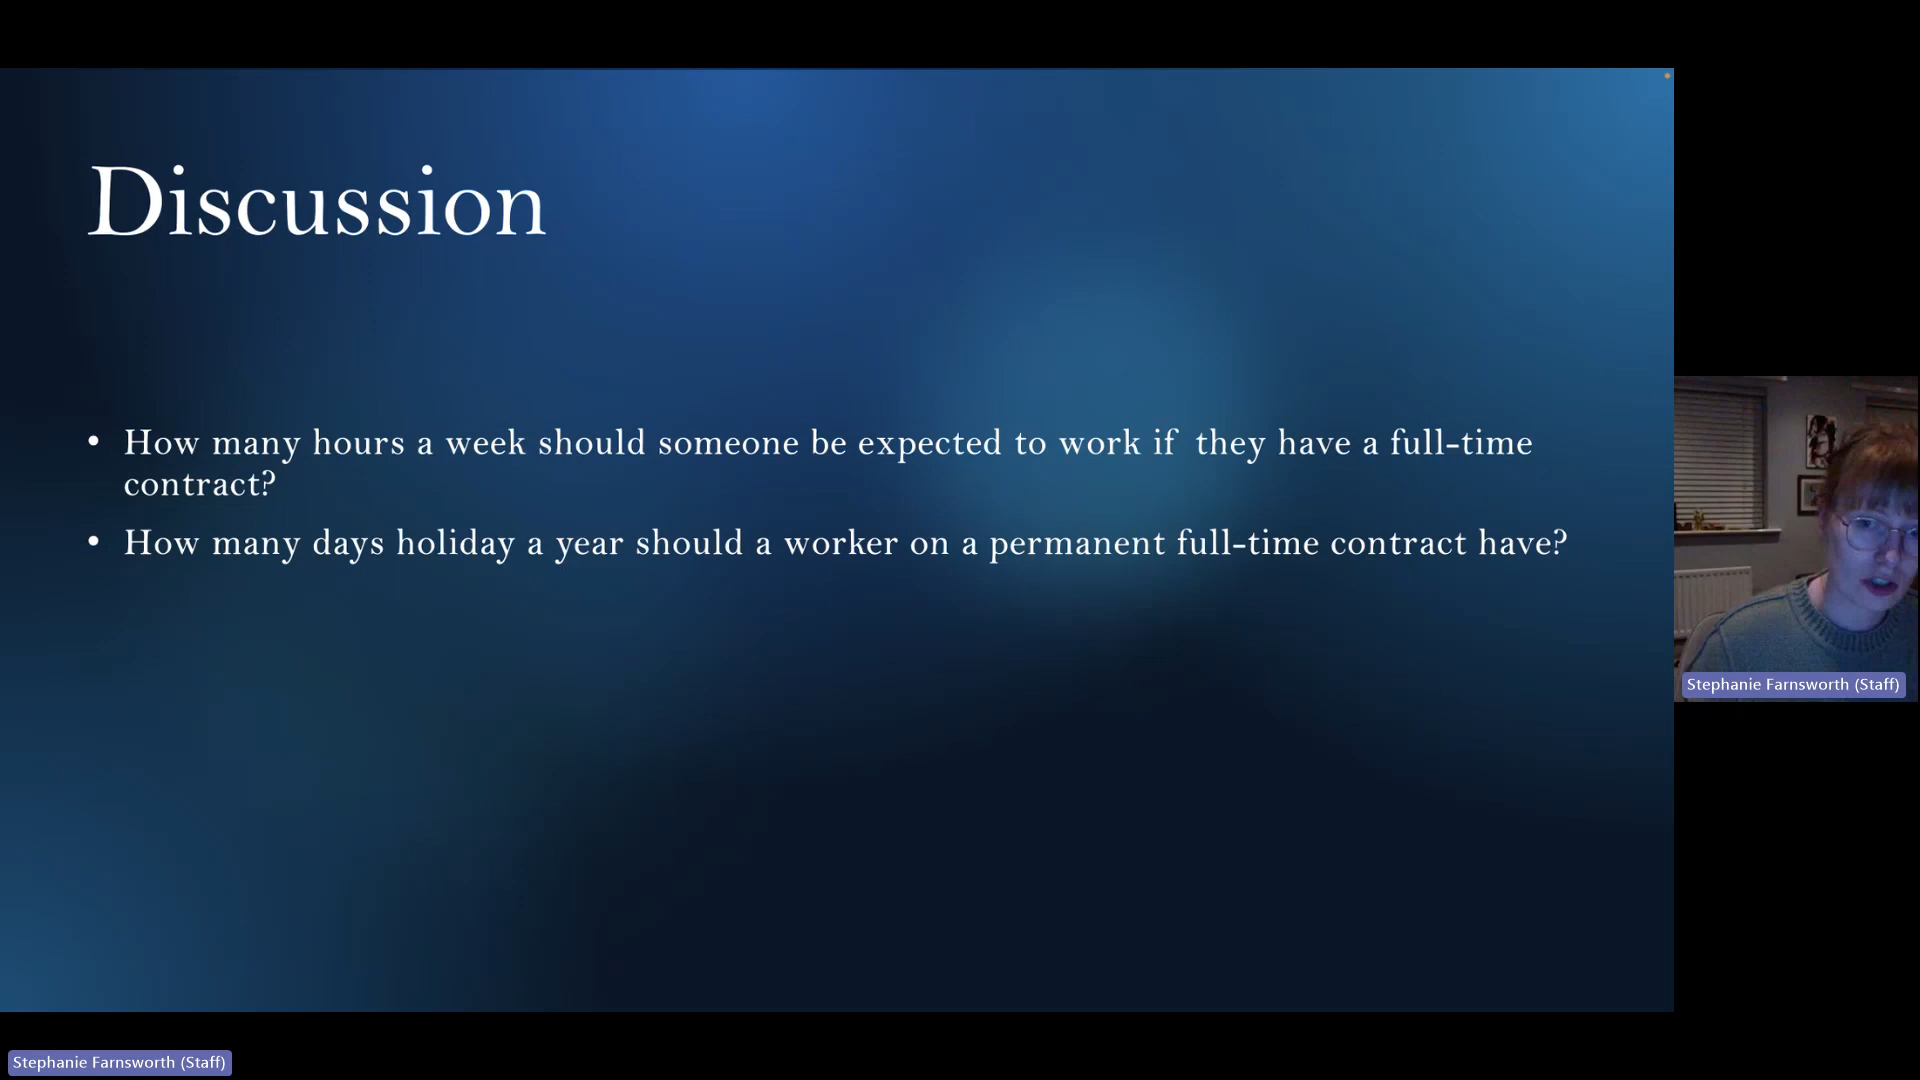 Discussion
• How many hours a week should someone be expected to work if they have a full-time
contract?
• How many days holiday a year should a worker on a permanent full-time contract have?
Stephanie Farnsworth (Staff)
Stephanie Farnsworth (Staff)